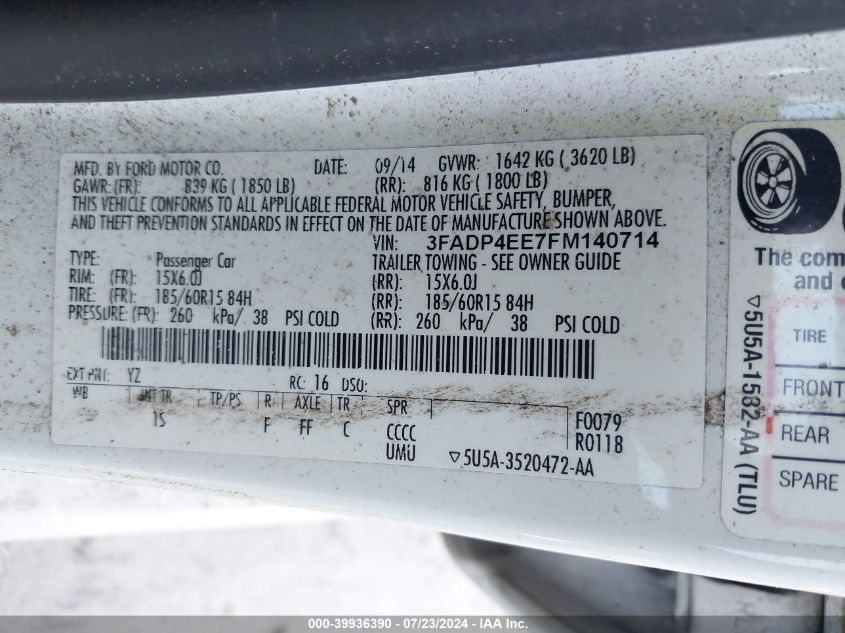 MFD. BY FORD MOTOR CO. DATE: 09/14 GVWR: 1642 KG ( 3620 LB)
GAWR: (FR): 839 KG ( 1850 LB) (RR): 816 KG ( 1800 LB)
THIS VEHICLE CONFORMS TO ALL APPLICABLE FEDERAL MOTOR VEHICLE SAFETY, BUMPER,
AND THEFT PREVENTION STANDARDS IN EFFECT ON THE DATE OF MANUFACTURE SHOWN ABOVE.
VIN: 3FADP4EE7FM140714
TYPE: Passenger Car TRAILER TOWING - SEE OWNER GUIDE
RIM: (FR): 15X6.0J (RR): 15X6.0J
TIRE: (FR): 185/60R15 84H (RR): 185/60R15 84H
PRESSURE: (FR): 260 kPa/ 38 PSI COLD (RR): 260 kPa/ 38 PSI COLD
EXT PNT: YZ RC: 16 DSO:
WB INT TR TP/PS R AXLE TR SPR F0079
1S F FF C CCCC R0118
UMU ▽5U5A-3520472-AA
The com
and
▽5U5A-1532-AA (TLU)
TIRE
FRONT
REAR
SPARE
000-39936390 - 07/23/2024 - IAA Inc.